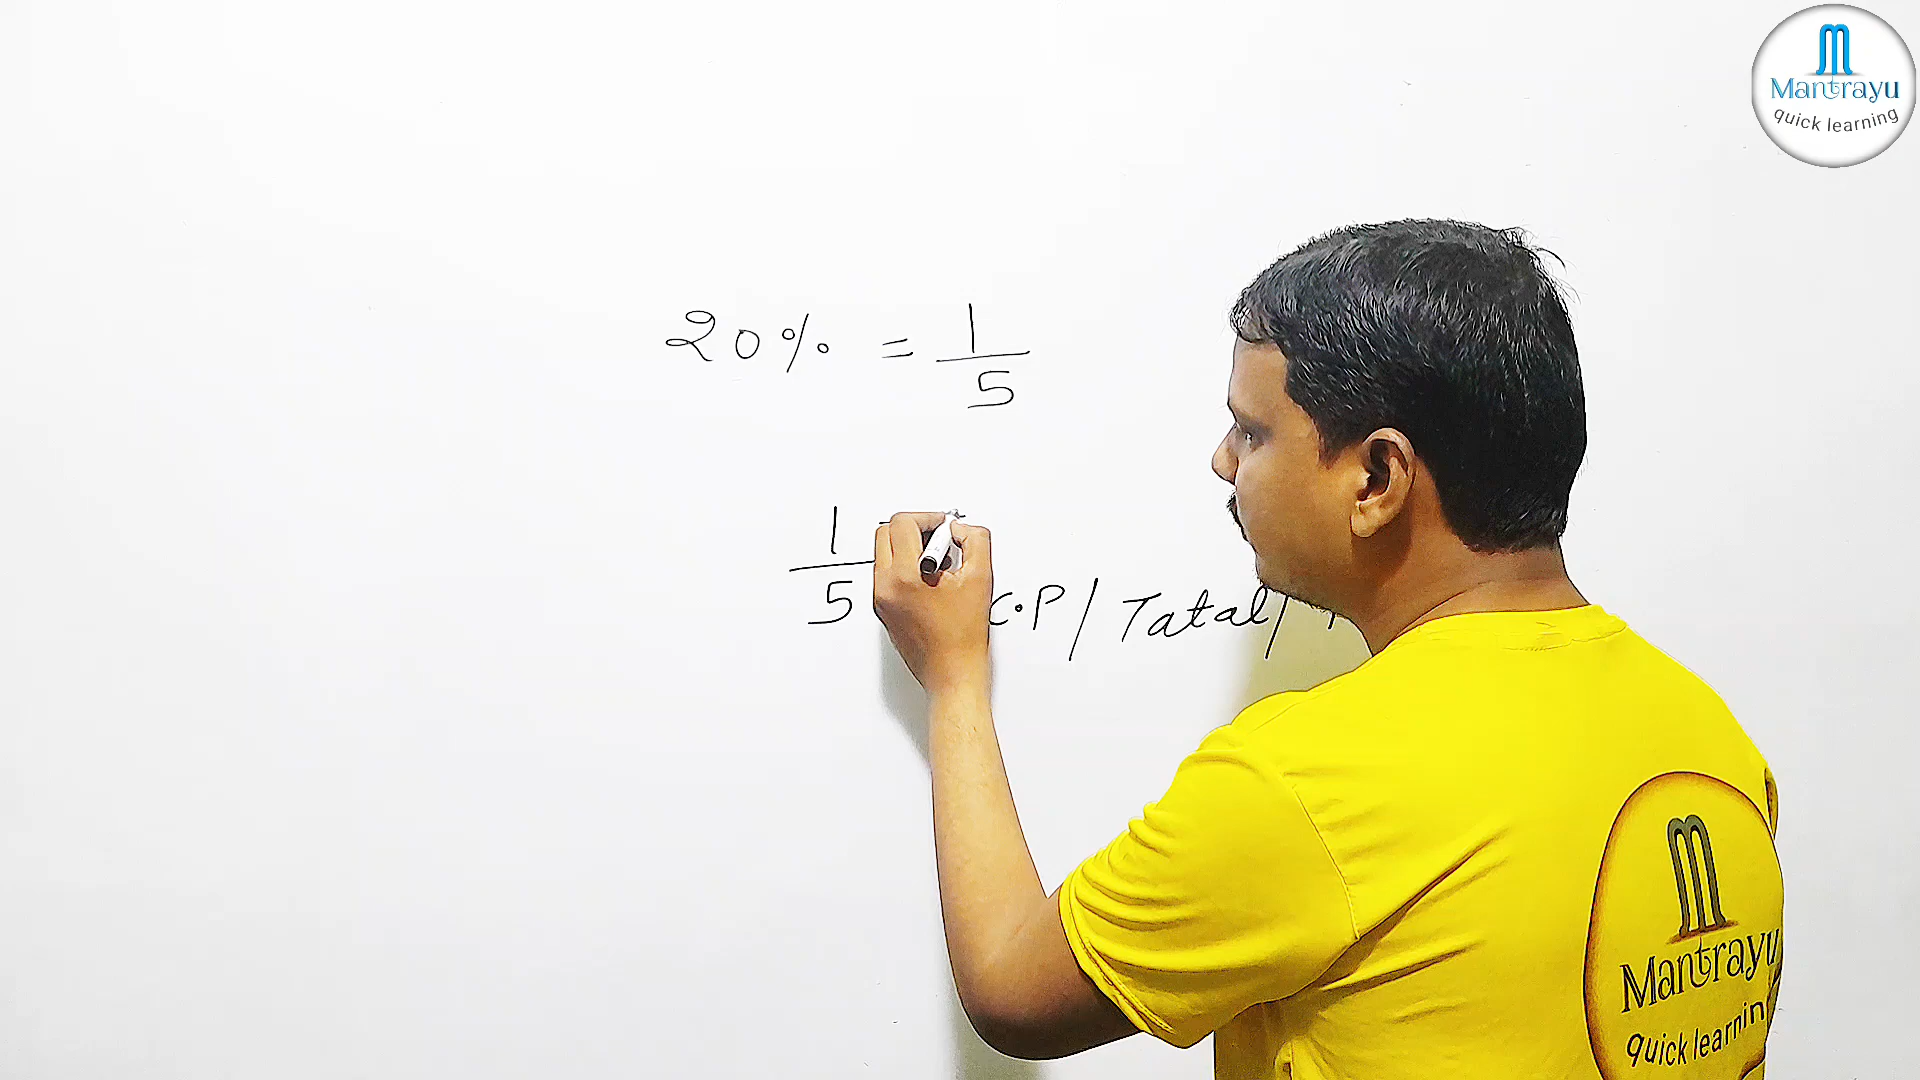 Mantrayu
quick learning
20% = 1/5
1/5
C.P / Tatal /
Mantrayu
quick learnin